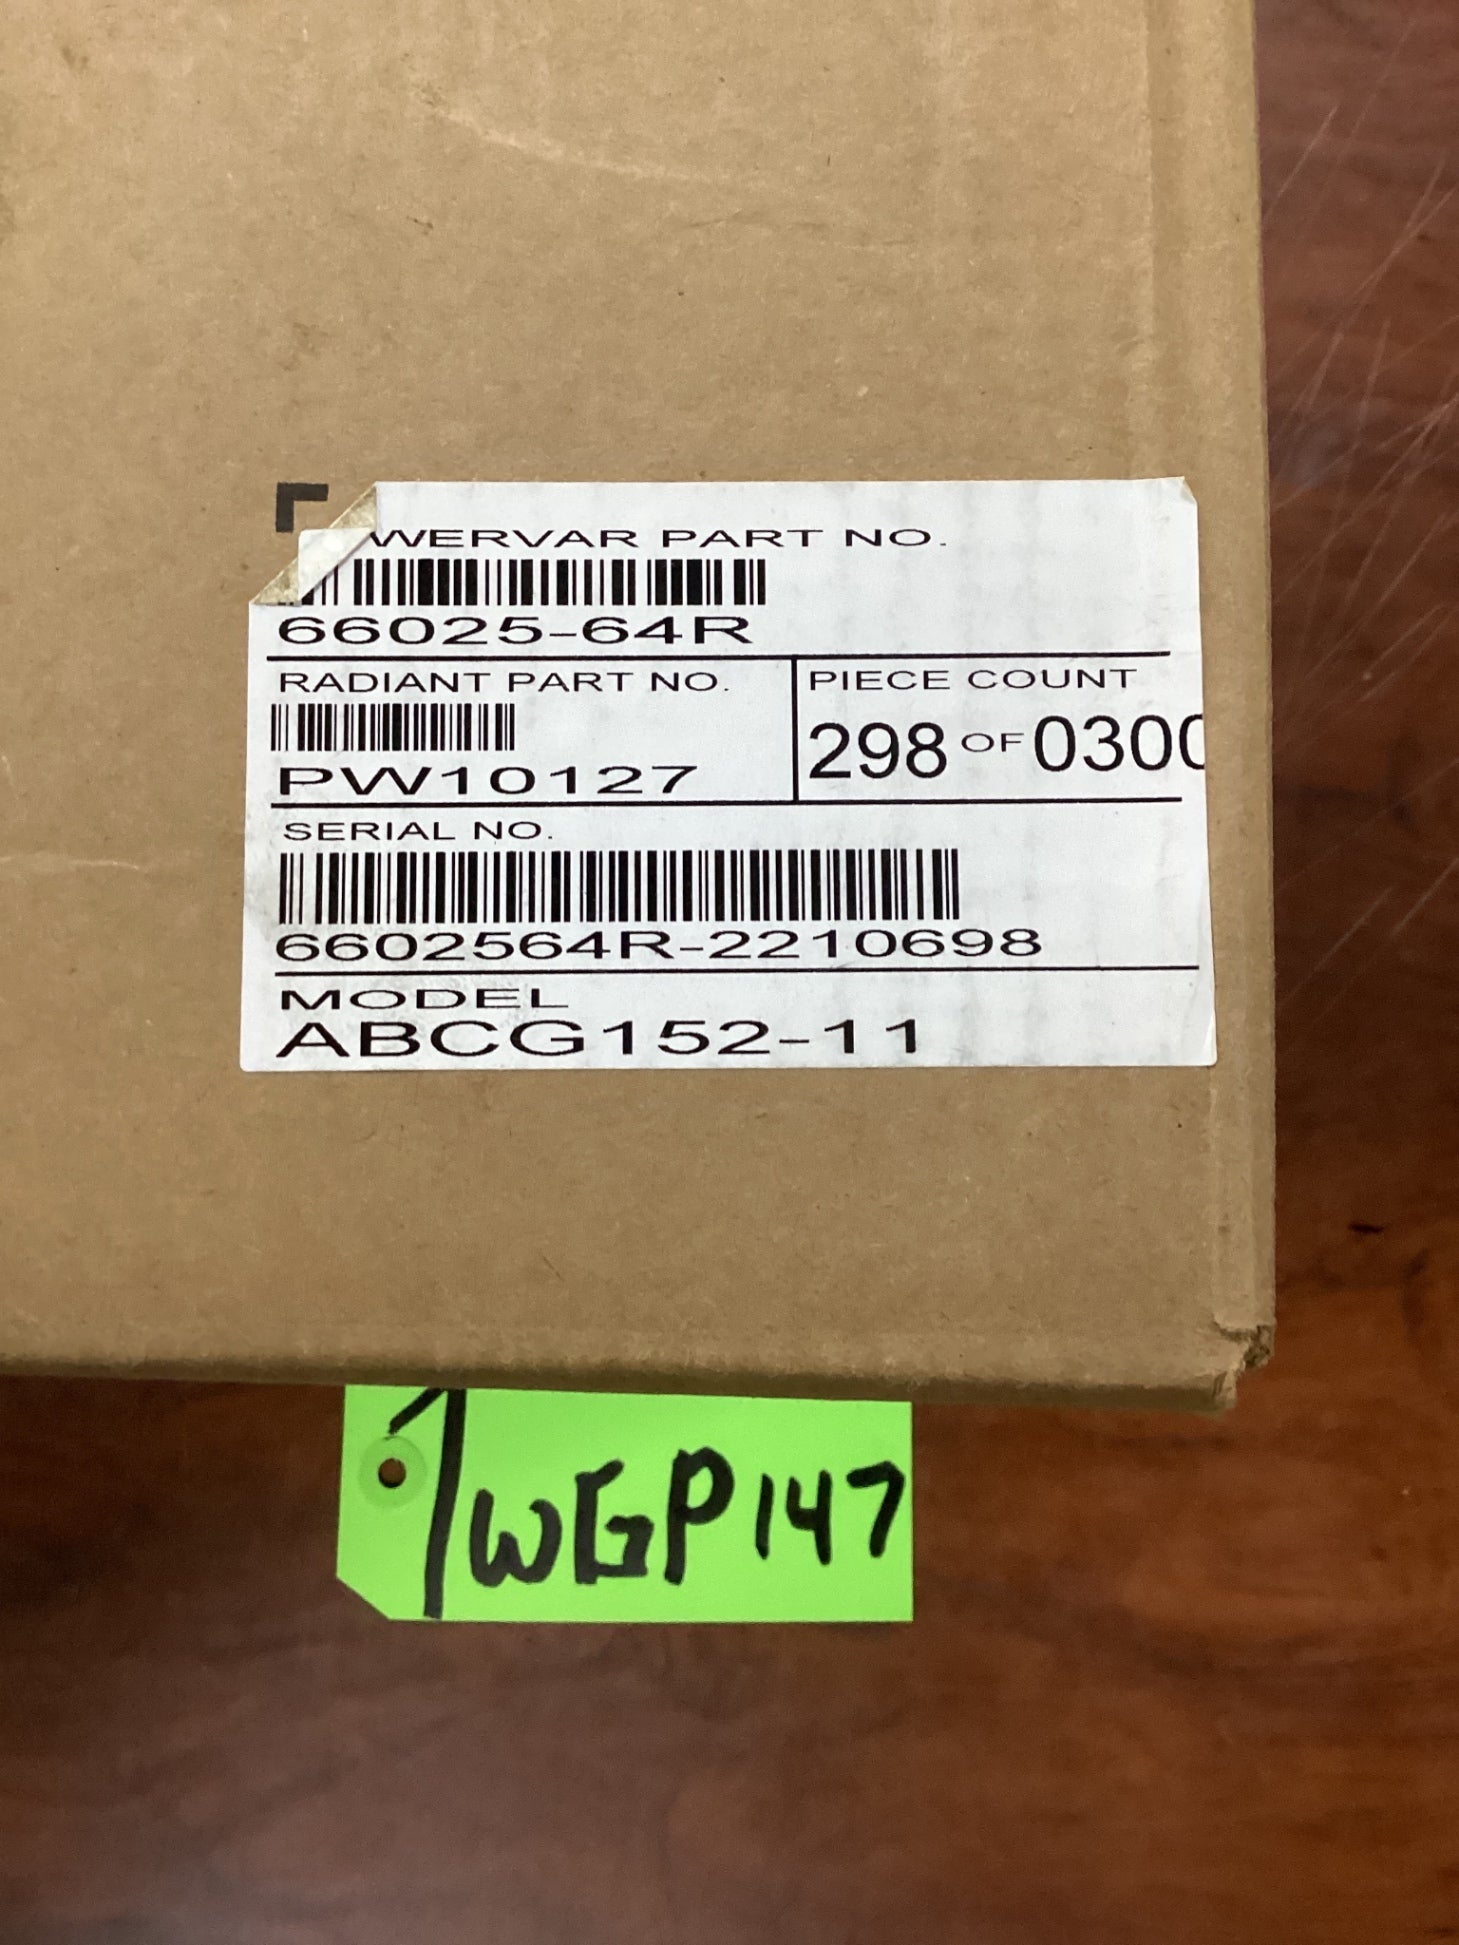 WERVAR PART NO.
66025-64R
RADIANT PART NO.
PW10127
PIECE COUNT
298 OF 0300
SERIAL NO.
6602564R-2210698
MODEL
ABCG152-11
WGP147